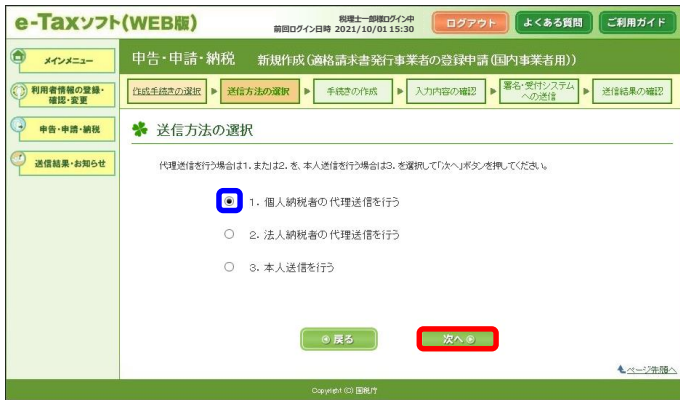 e-Taxソフト(WEB版)
税理士一郎様ログイン中
前回ログイン日時 2021/10/01 15:30
ログアウト
よくある質問
ご利用ガイド
メインメニュー
利用者情報の登録・
確認・変更
申告・申請・納税
送信結果・お知らせ
申告・申請・納税 新規作成(適格請求書発行事業者の登録申請(国内事業者用))
作成手続きの選択
送信方法の選択
手続きの作成
入力内容の確認
署名・受付システム
への送信
送信結果の確認
送信方法の選択
代理送信を行う場合は1.または2.を、本人送信を行う場合は3.を選択して「次へ」ボタンを押してください。
1. 個人納税者の代理送信を行う
2. 法人納税者の代理送信を行う
3. 本人送信を行う
戻る
次へ
ページ先頭へ
Copyright (C) 国税庁